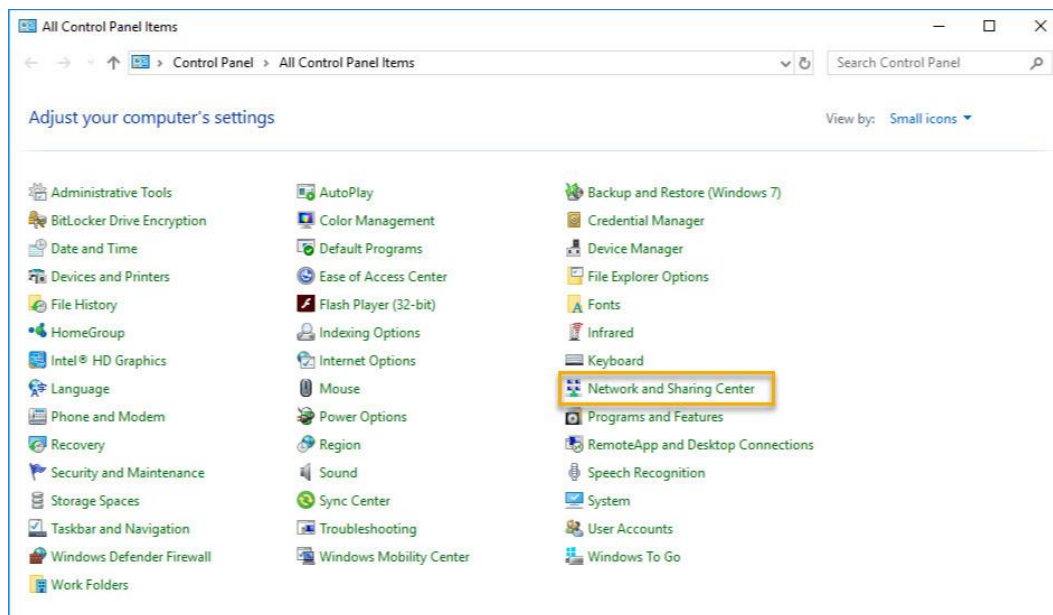 All Control Panel Items
Control Panel > All Control Panel Items
Search Control Panel
Adjust your computer's settings
View by: Small icons
Administrative Tools
AutoPlay
Backup and Restore (Windows 7)
BitLocker Drive Encryption
Color Management
Credential Manager
Date and Time
Default Programs
Device Manager
Devices and Printers
Ease of Access Center
File Explorer Options
File History
Flash Player (32-bit)
Fonts
HomeGroup
Indexing Options
Infrared
Intel® HD Graphics
Internet Options
Keyboard
Language
Mouse
Network and Sharing Center
Phone and Modem
Power Options
Programs and Features
Recovery
Region
RemoteApp and Desktop Connections
Security and Maintenance
Sound
Speech Recognition
Storage Spaces
Sync Center
System
Taskbar and Navigation
Troubleshooting
User Accounts
Windows Defender Firewall
Windows Mobility Center
Windows To Go
Work Folders